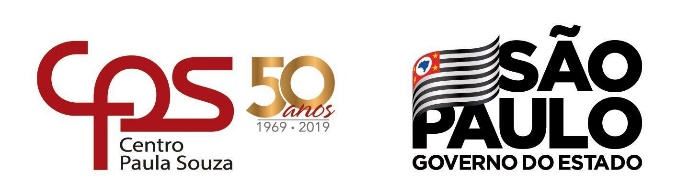 cps
Centro
Paula Souza
50
anos
1969 · 2019
SÃO
PAULO
GOVERNO DO ESTADO